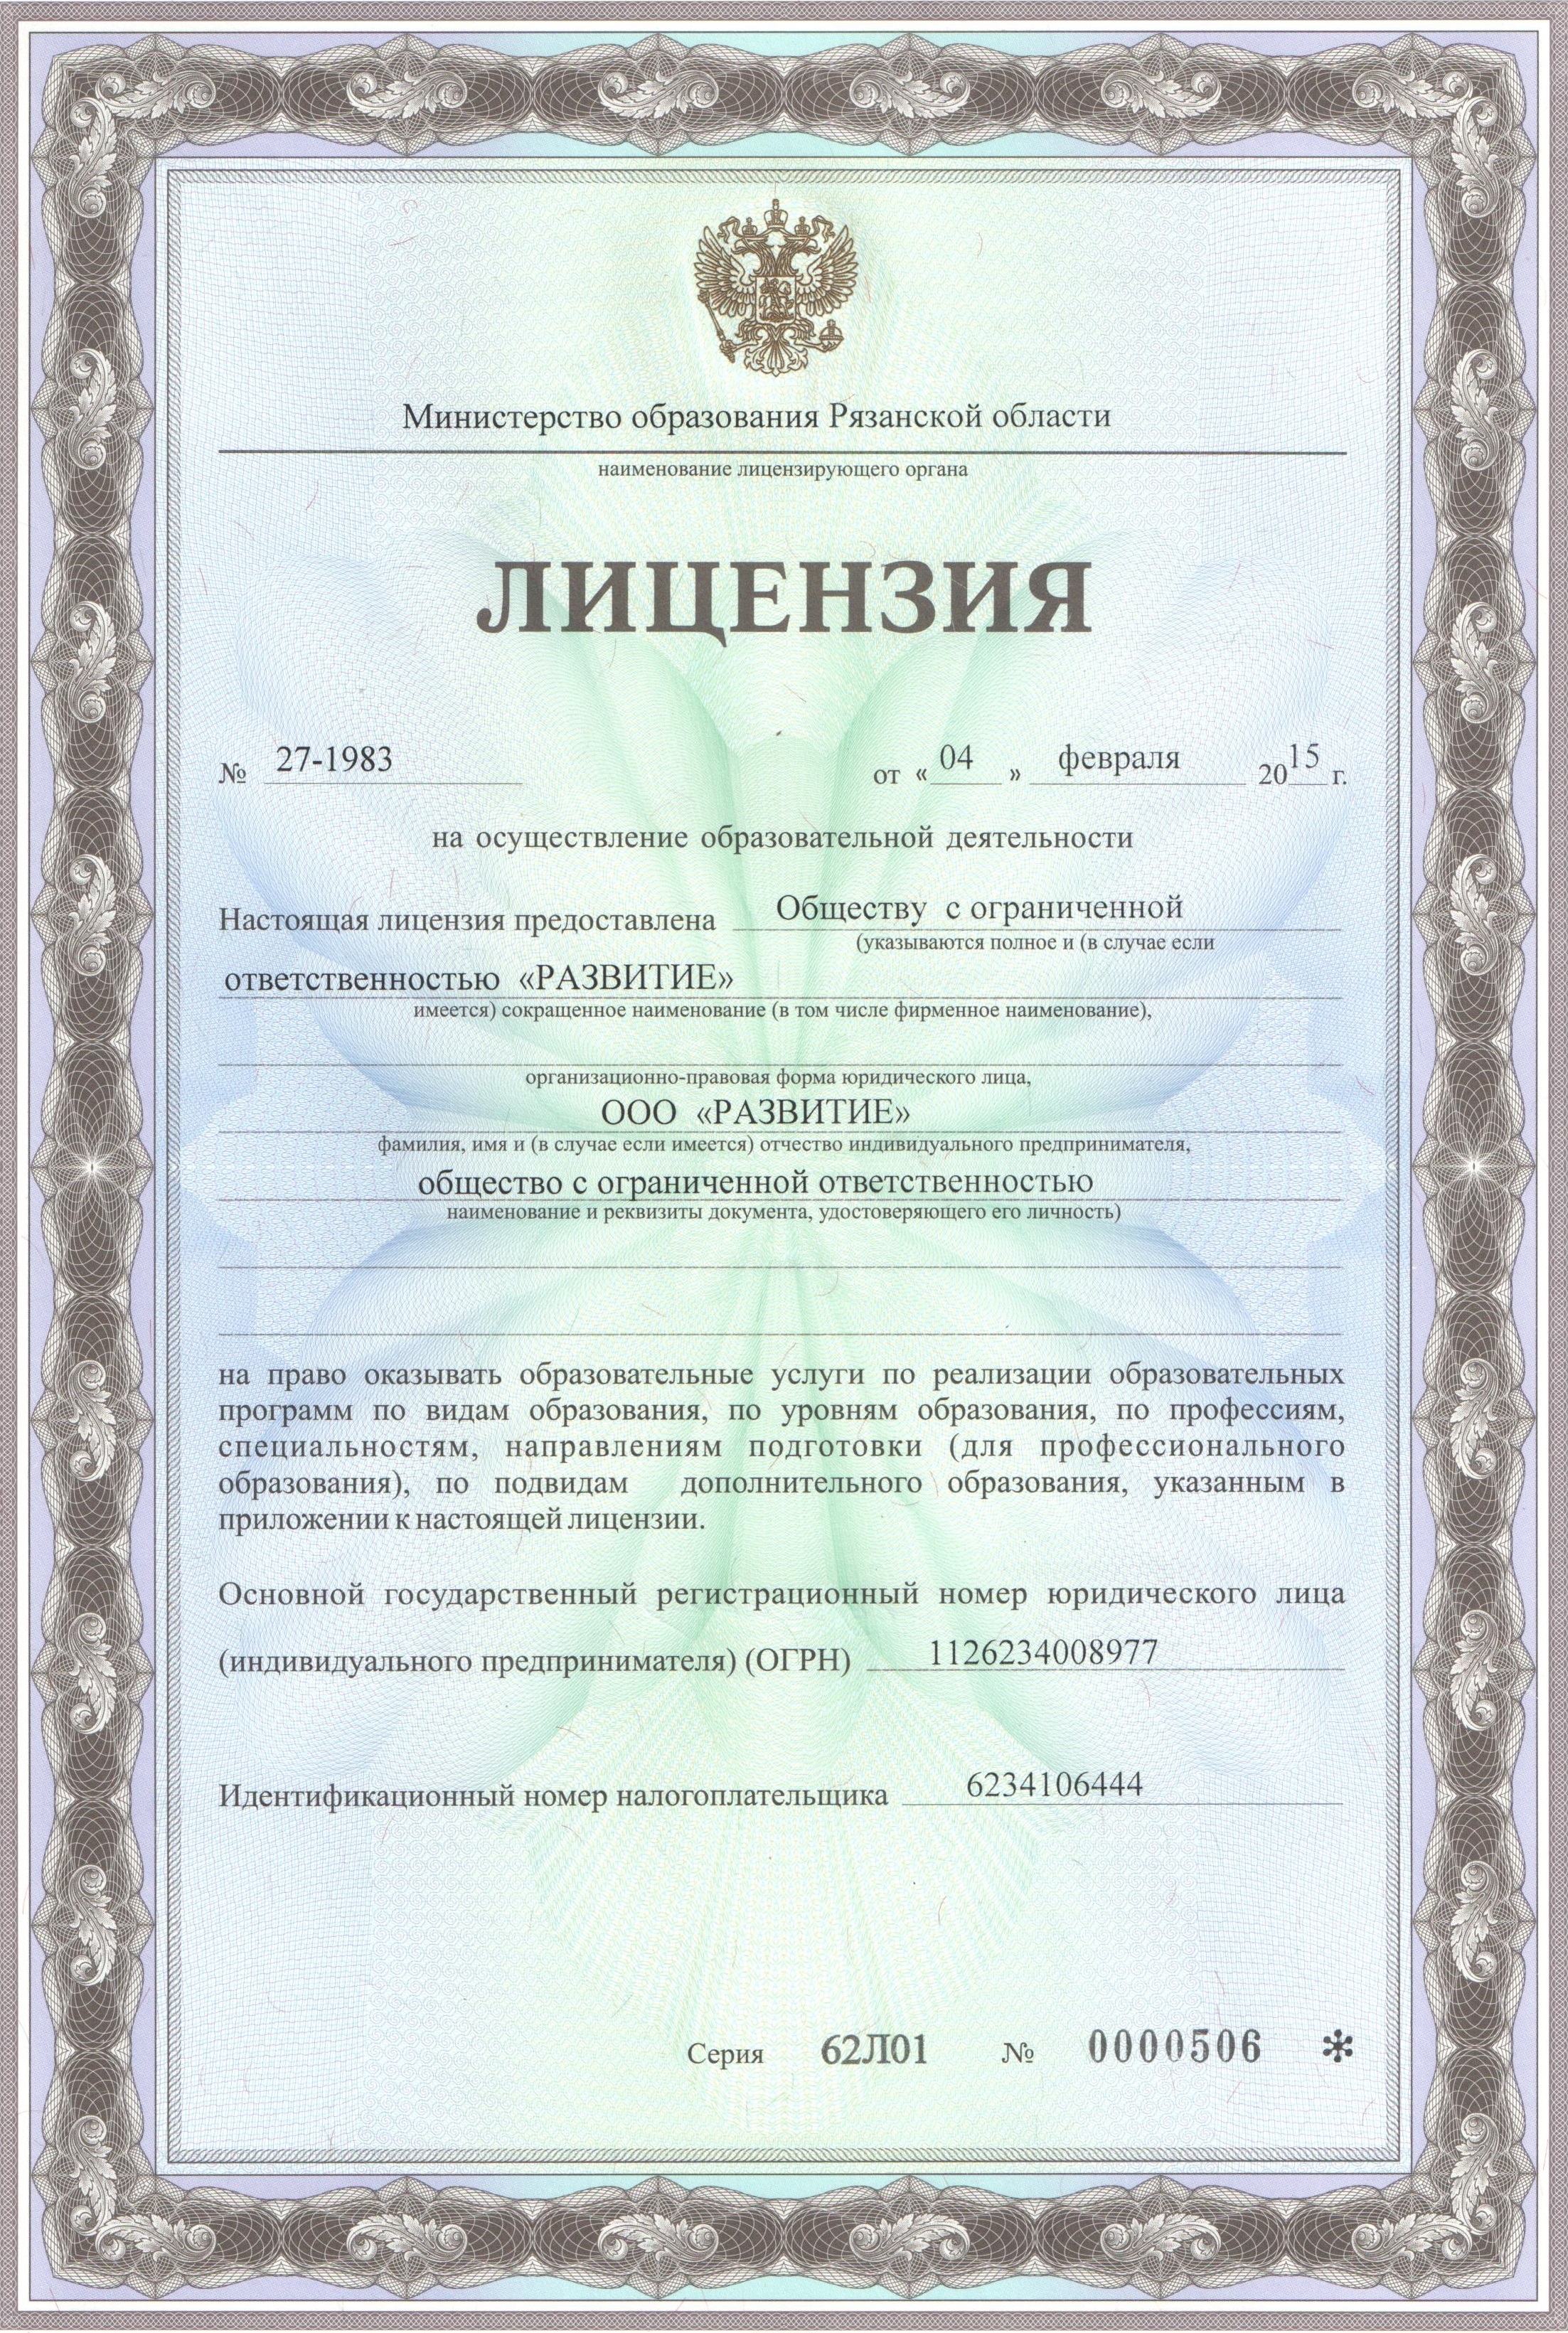 Министерство образования Рязанской области
наименование лицензирующего органа
ЛИЦЕНЗИЯ
№ 27-1983 от «04» февраля 2015 г.
на осуществление образовательной деятельности
Настоящая лицензия предоставлена Обществу с ограниченной
(указываются полное и (в случае если
ответственностью «РАЗВИТИЕ»
имеется) сокращенное наименование (в том числе фирменное наименование),
организационно-правовая форма юридического лица,
ООО «РАЗВИТИЕ»
фамилия, имя и (в случае если имеется) отчество индивидуального предпринимателя,
общество с ограниченной ответственностью
наименование и реквизиты документа, удостоверяющего его личность)
на право оказывать образовательные услуги по реализации образовательных
программ по видам образования, по уровням образования, по профессиям,
специальностям, направлениям подготовки (для профессионального
образования), по подвидам дополнительного образования, указанным в
приложении к настоящей лицензии.
Основной государственный регистрационный номер юридического лица
(индивидуального предпринимателя) (ОГРН) 1126234008977
Идентификационный номер налогоплательщика 6234106444
Серия 62Л01 № 0000506 *